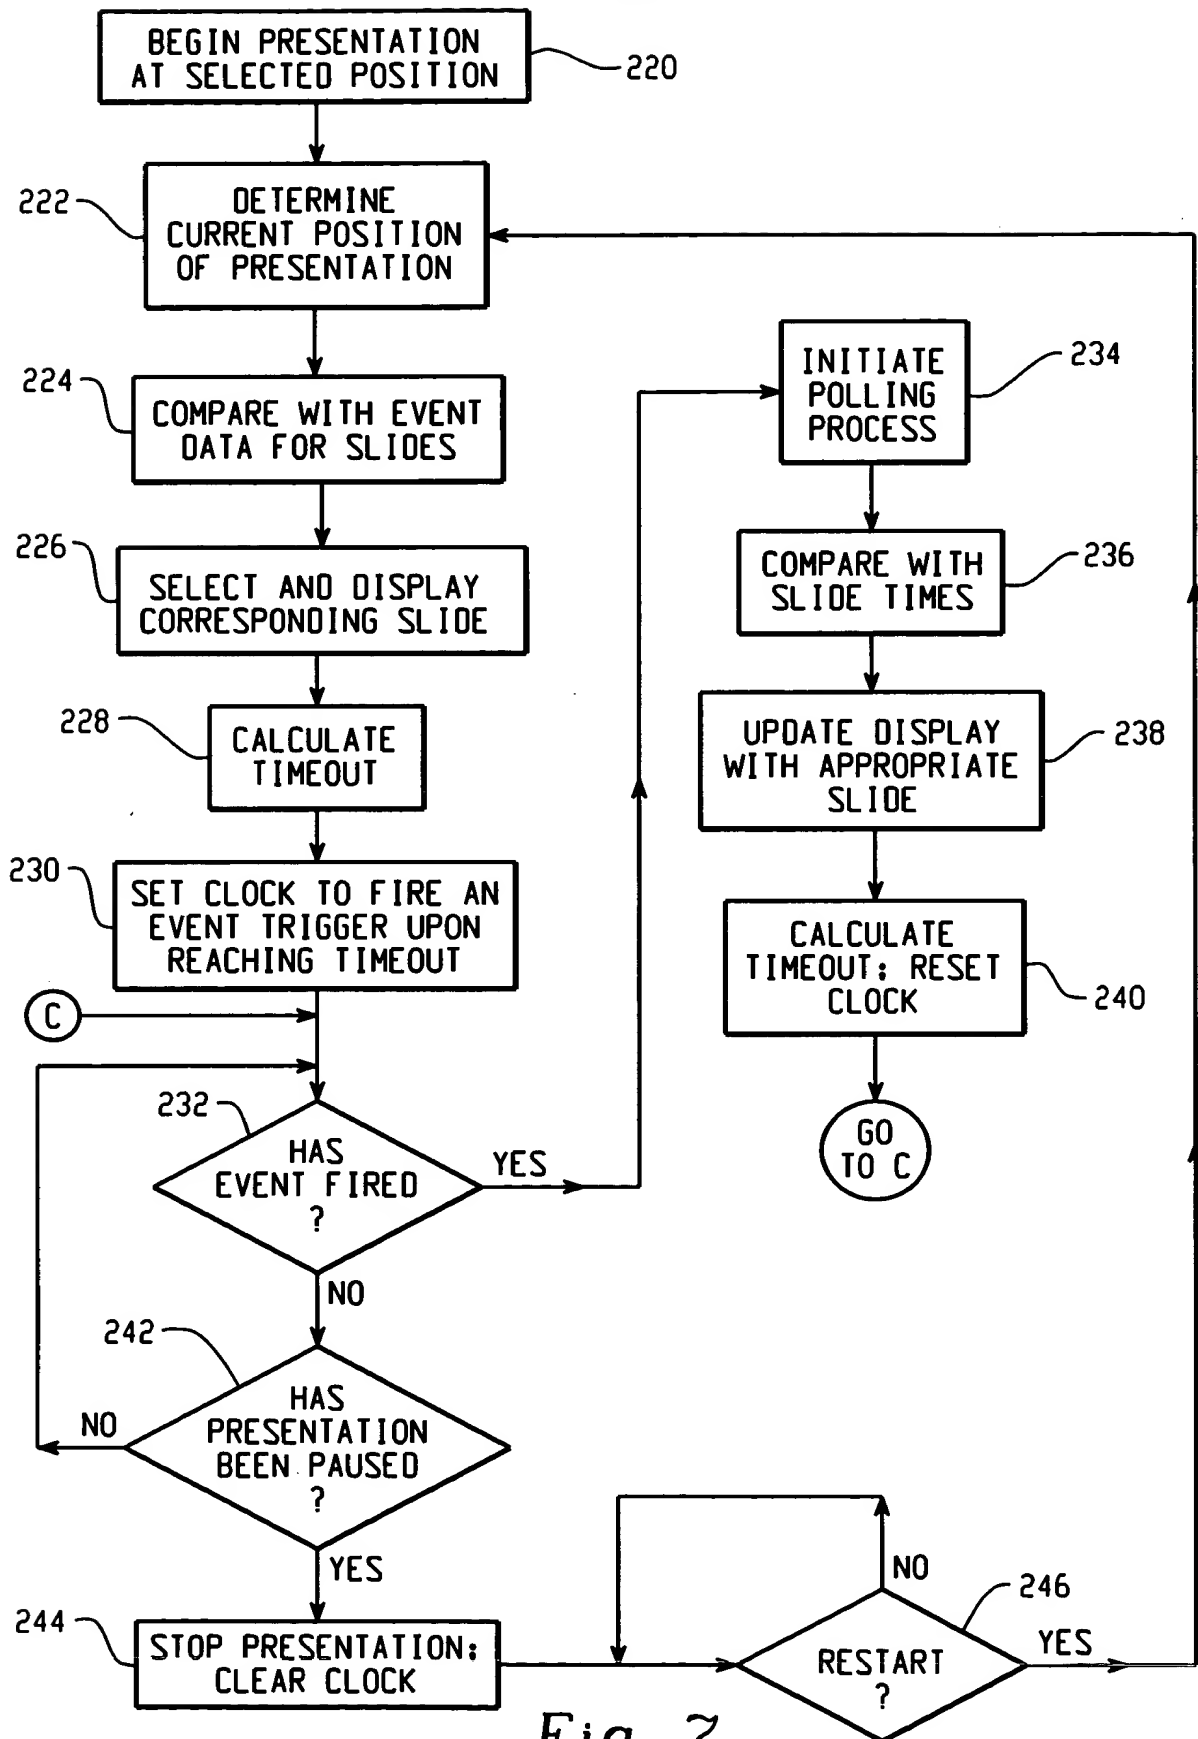 BEGIN PRESENTATION
AT SELECTED POSITION
220
222
DETERMINE
CURRENT POSITION
OF PRESENTATION
224
COMPARE WITH EVENT
DATA FOR SLIDES
226
SELECT AND DISPLAY
CORRESPONDING SLIDE
228
CALCULATE
TIMEOUT
230
SET CLOCK TO FIRE AN
EVENT TRIGGER UPON
REACHING TIMEOUT
C
232
HAS
EVENT FIRED
?
YES
NO
234
INITIATE
POLLING
PROCESS
236
COMPARE WITH
SLIDE TIMES
238
UPDATE DISPLAY
WITH APPROPRIATE
SLIDE
240
CALCULATE
TIMEOUT; RESET
CLOCK
GO
TO C
242
HAS
PRESENTATION
BEEN PAUSED
?
NO
YES
244
STOP PRESENTATION;
CLEAR CLOCK
246
RESTART
?
NO
YES
Fig. 7